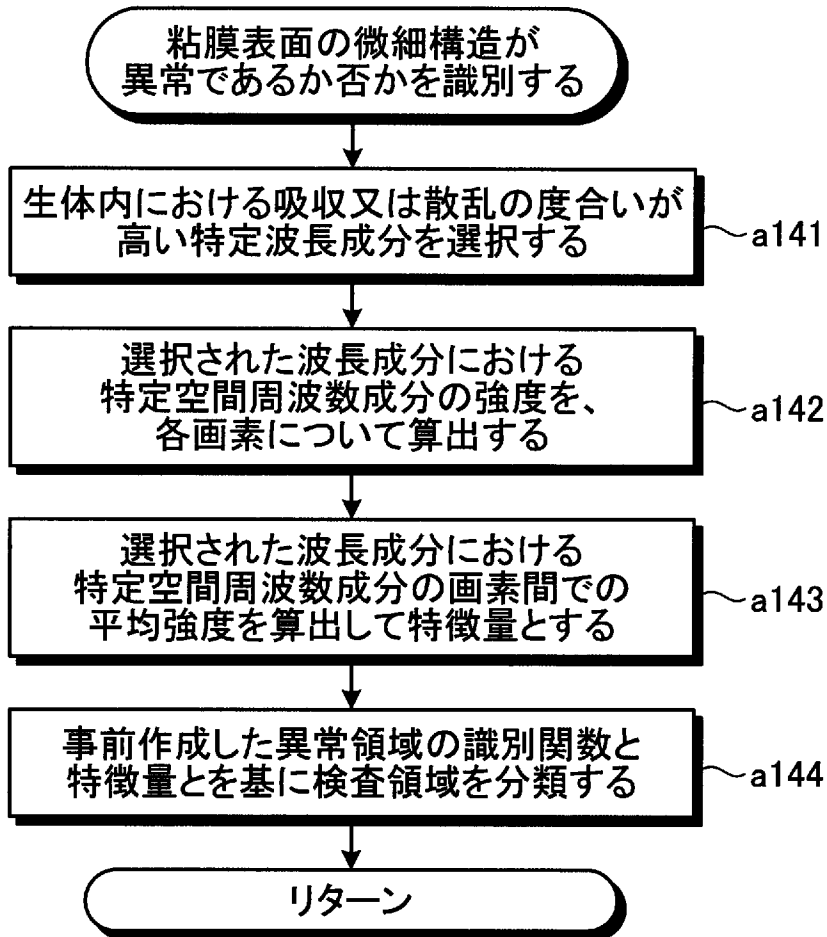 粘膜表面の微細構造が
異常であるか否かを識別する
生体内における吸収又は散乱の度合いが
高い特定波長成分を選択する
a141
選択された波長成分における
特定空間周波数成分の強度を、
各画素について算出する
a142
選択された波長成分における
特定空間周波数成分の画素間での
平均強度を算出して特徴量とする
a143
事前作成した異常領域の識別関数と
特徴量とを基に検査領域を分類する
a144
リターン